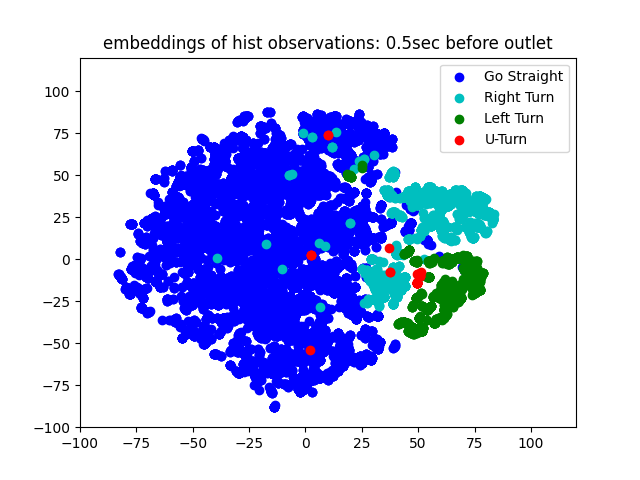 embeddings of hist observations: 0.5sec before outlet
Go Straight
Right Turn
Left Turn
U-Turn
100
75
50
25
0
−25
−50
−75
−100
−100 −75 −50 −25 0 25 50 75 100